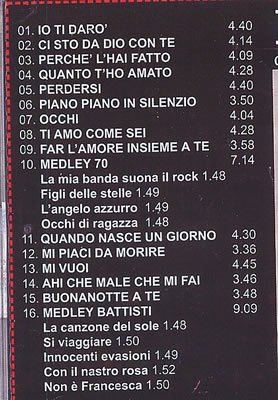 01. IO TI DARO' 4.40
02. CI STO DA DIO CON TE 4.14
03. PERCHE' L'HAI FATTO 4.09
04. QUANTO T'HO AMATO 4.28
05. PERDERSI 4.40
06. PIANO PIANO IN SILENZIO 3.50
07. OCCHI 4.04
08. TI AMO COME SEI 4.28
09. FAR L'AMORE INSIEME A TE 3.58
10. MEDLEY 70 7.14
La mia banda suona il rock 1.48
Figli delle stelle 1.49
L'angelo azzurro 1.49
Occhi di ragazza 1.48
11. QUANDO NASCE UN GIORNO 4.30
12. MI PIACI DA MORIRE 3.36
13. MI VUOI 4.45
14. AHI CHE MALE CHE MI FAI 3.46
15. BUONANOTTE A TE 3.48
16. MEDLEY BATTISTI 9.09
La canzone del sole 1.48
Si viaggiare 1.50
Innocenti evasioni 1.49
Con il nastro rosa 1.52
Non è Francesca 1.50